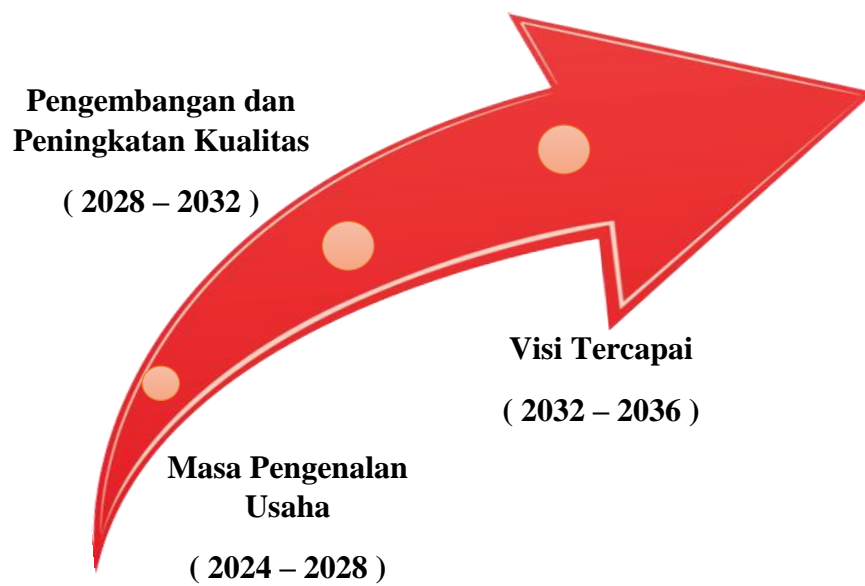 Pengembangan dan
Peningkatan Kualitas
( 2028 – 2032 )
Visi Tercapai
( 2032 – 2036 )
Masa Pengenalan
Usaha
( 2024 – 2028 )